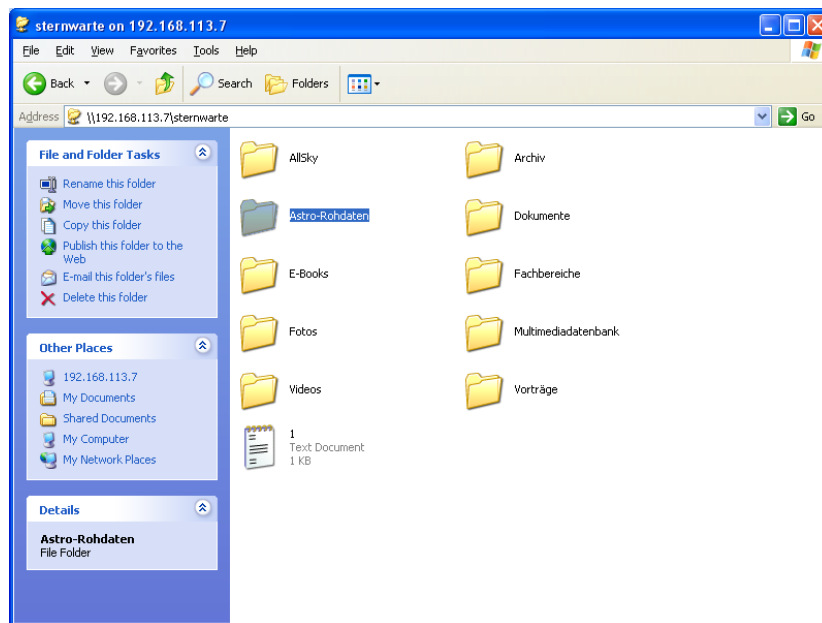 sternwarte on 192.168.113.7
File Edit View Favorites Tools Help
Back Search Folders
Address \\192.168.113.7\sternwarte Go
File and Folder Tasks
Rename this folder
Move this folder
Copy this folder
Publish this folder to the
Web
E-mail this folder's files
Delete this folder
Other Places
192.168.113.7
My Documents
Shared Documents
My Computer
My Network Places
Details
Astro-Rohdaten
File Folder
AllSky Archiv
Astro-Rohdaten Dokumente
E-Books Fachbereiche
Fotos Multimediadatenbank
Videos Vorträge
1
Text Document
1 KB